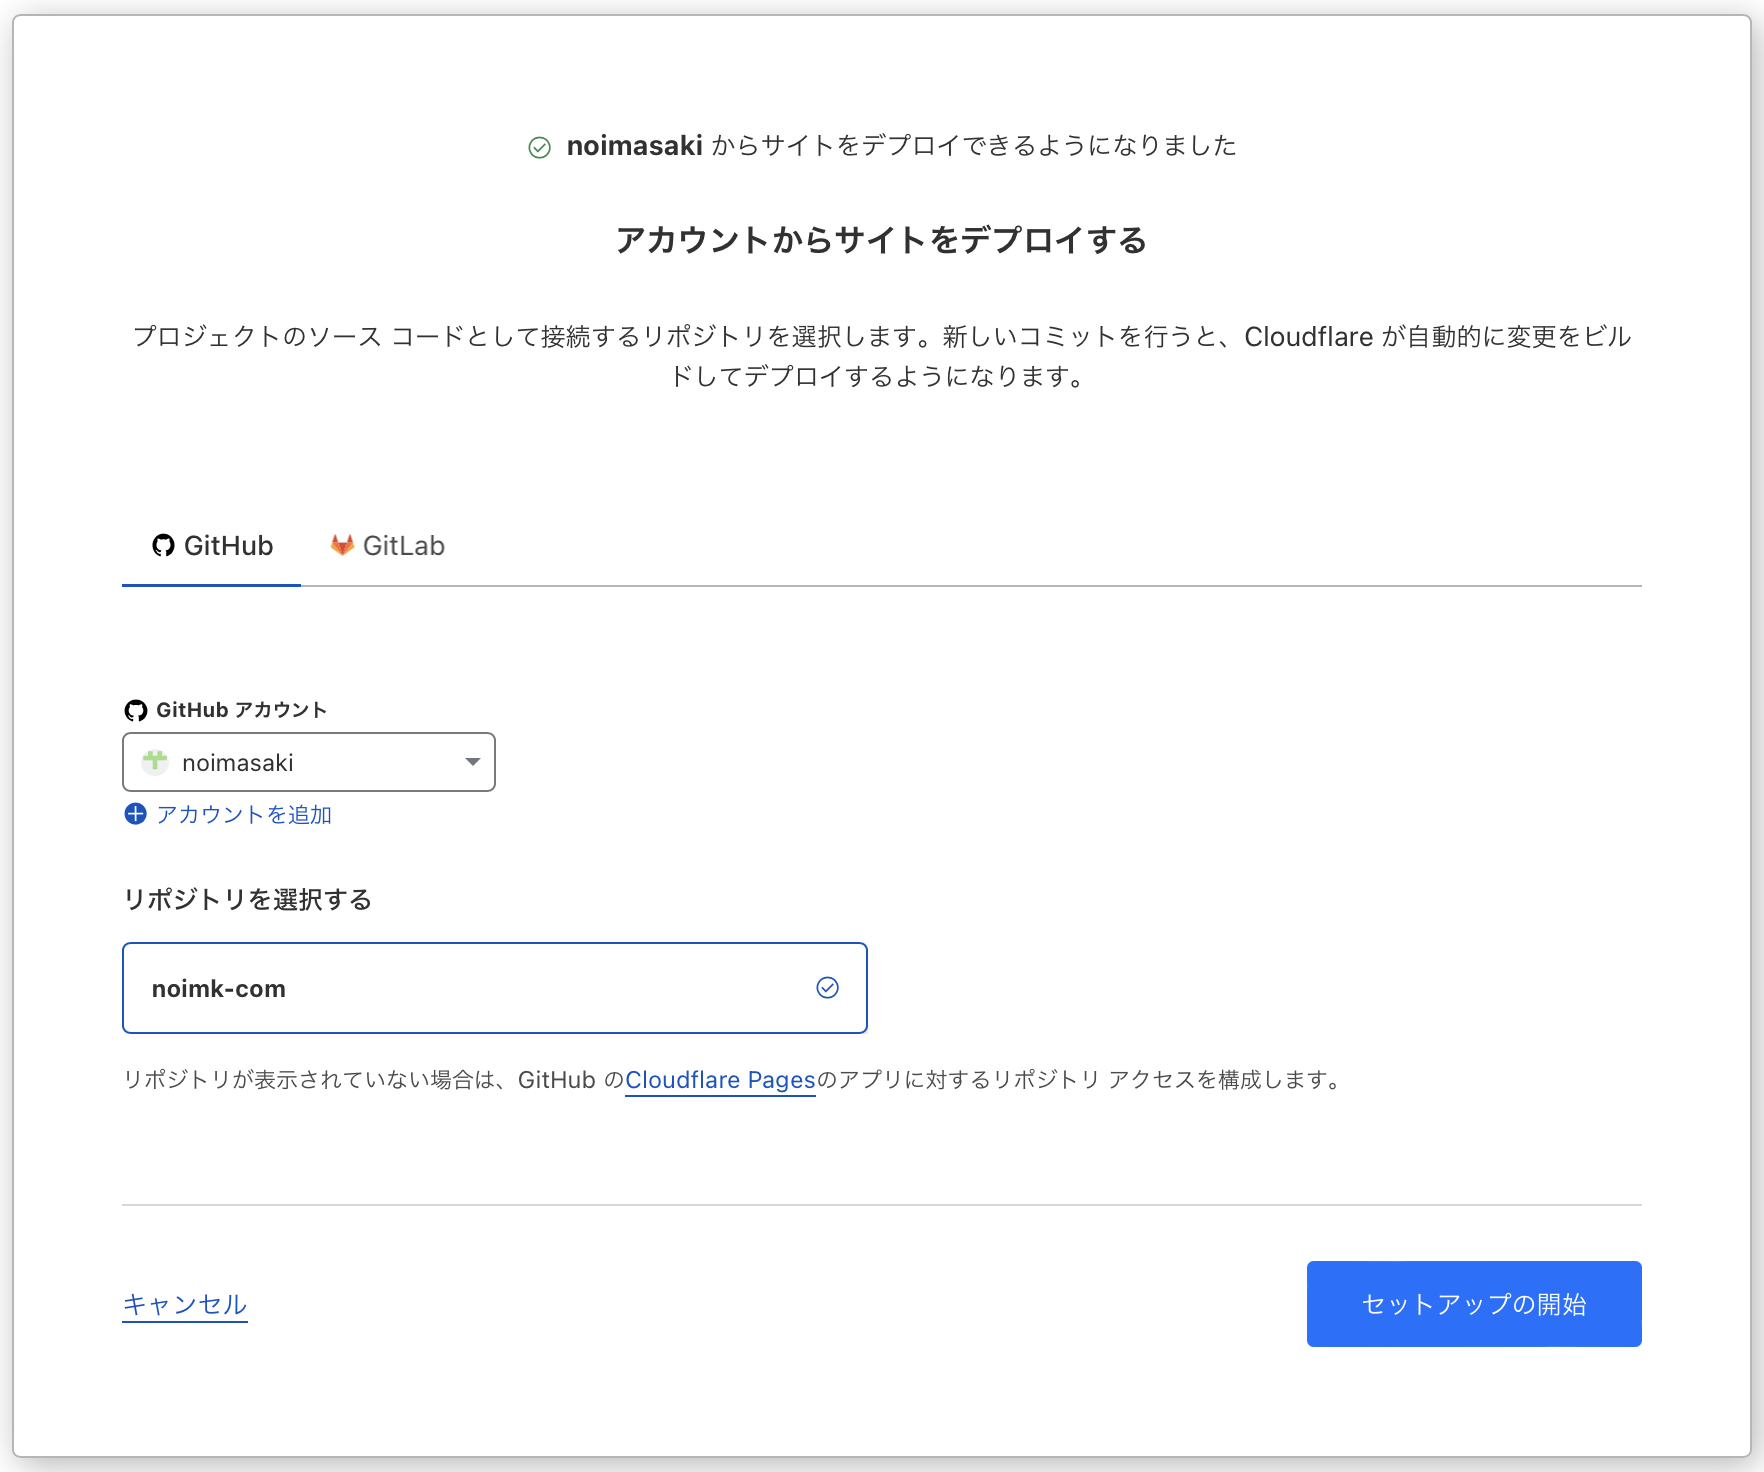 noimasaki からサイトをデプロイできるようになりました
アカウントからサイトをデプロイする
プロジェクトのソース コードとして接続するリポジトリを選択します。新しいコミットを行うと、Cloudflare が自動的に変更をビル
ドしてデプロイするようになります。
GitHub
GitLab
GitHub アカウント
noimasaki
アカウントを追加
リポジトリを選択する
noimk-com
リポジトリが表示されていない場合は、GitHub のCloudflare Pagesのアプリに対するリポジトリ アクセスを構成します。
キャンセル
セットアップの開始